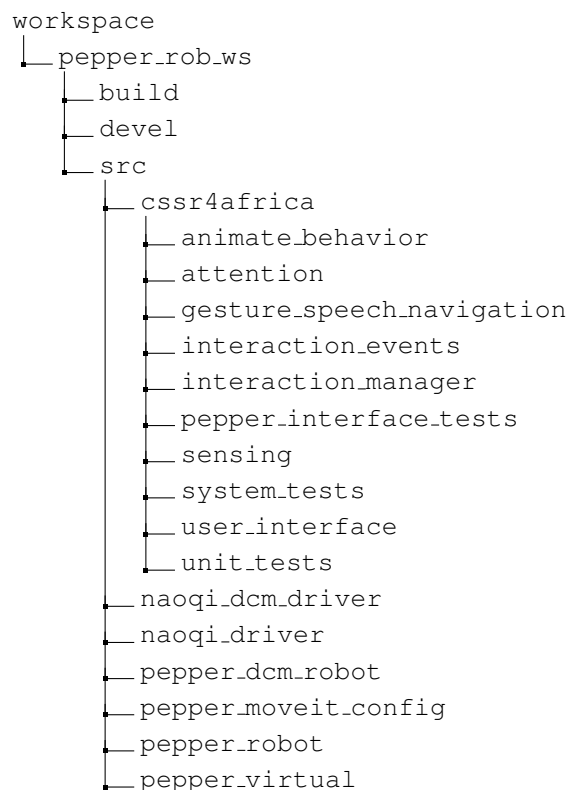 workspace
pepper_rob_ws
build
devel
src
cssr4africa
animate_behavior
attention
gesture_speech_navigation
interaction_events
interaction_manager
pepper_interface_tests
sensing
system_tests
user_interface
unit_tests
naoqi_dcm_driver
naoqi_driver
pepper_dcm_robot
pepper_moveit_config
pepper_robot
pepper_virtual